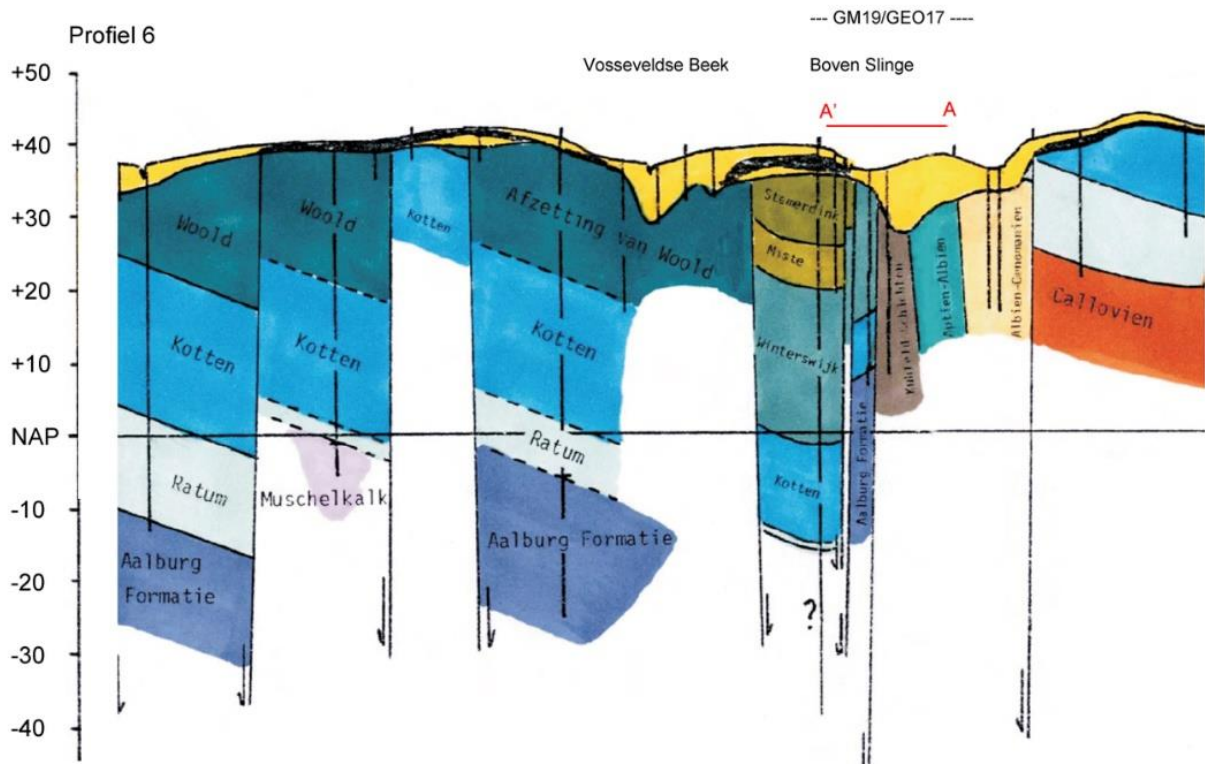 --- GM19/GEO17 ----
Profiel 6
Vosseveldse Beek
Boven Slinge
+50
+40
+30
+20
+10
NAP
-10
-20
-30
-40
A'
A
Woold
Kotten
Ratum
Aalburg
Formatie
Woold
Kotten
Muschelkalk
Kotten
Afzetting van Woold
Kotten
Ratum
Aalburg Formatie
Stemerdink
Miste
Winterswijk
Kotten
?
Aalburg Formatie
Kuhfeld schichten
Aptien-Albien
Albien-Cenomanien
Callovien